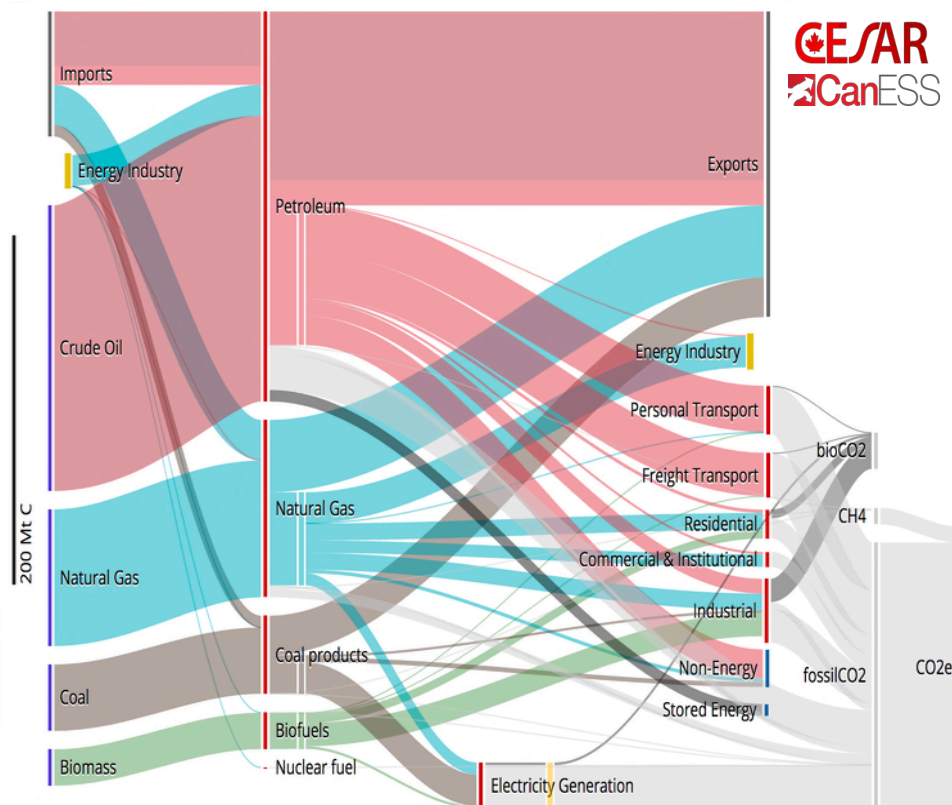 CESAR
CanESS
Imports
Energy Industry
Crude Oil
Natural Gas
Coal
Biomass
200 Mt C
Petroleum
Natural Gas
Coal products
Biofuels
Nuclear fuel
Electricity Generation
Exports
Energy Industry
Personal Transport
Freight Transport
Residential
Commercial & Institutional
Industrial
Non-Energy
Stored Energy
bioCO2
CH4
fossilCO2
CO2e